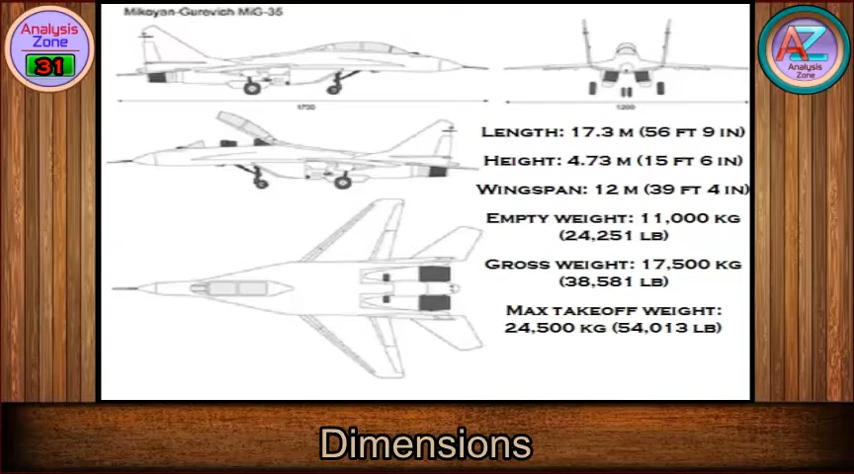 Mikoyan-Gurevich MiG-35
Analysis
Zone
31
AZ
Analysis
Zone
1700
1200
LENGTH: 17.3 M (56 FT 9 IN)
HEIGHT: 4.73 M (15 FT 6 IN)
WINGSPAN: 12 M (39 FT 4 IN)
EMPTY WEIGHT: 11,000 KG
(24,251 LB)
GROSS WEIGHT: 17,500 KG
(38,581 LB)
MAX TAKEOFF WEIGHT:
24,500 KG (54,013 LB)
Dimensions